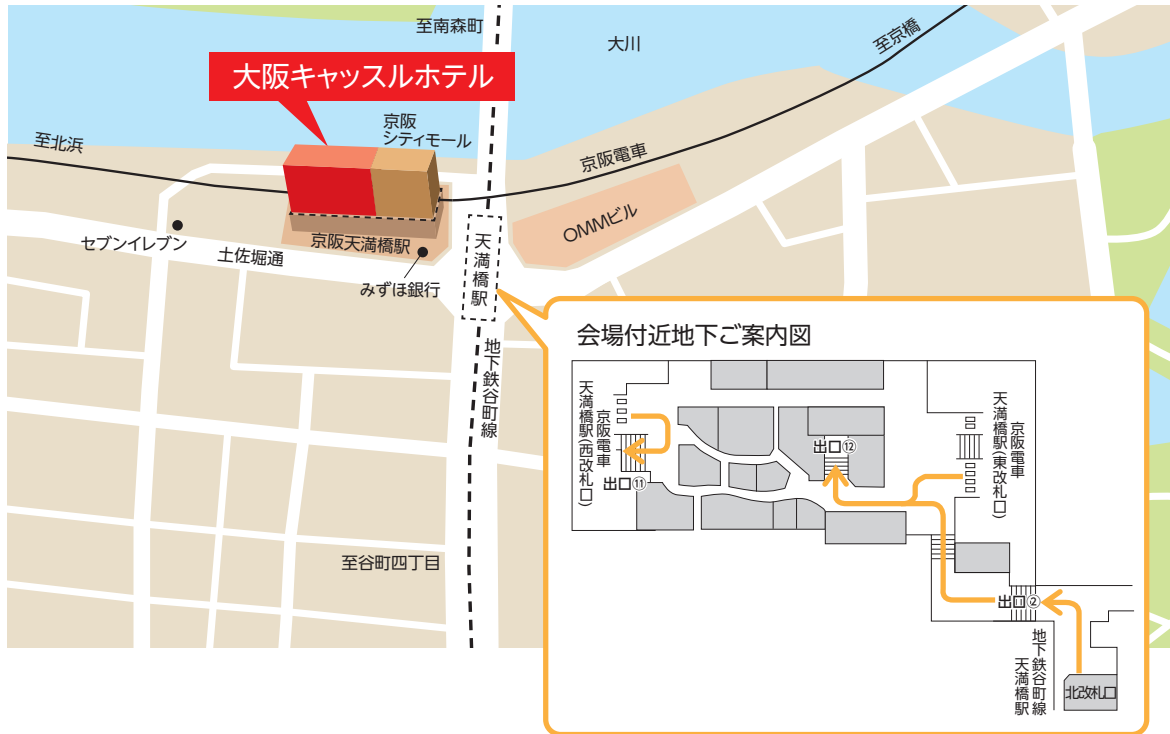 至南森町
大川
至京橋
大阪キャッスルホテル
京阪
シティモール
至北浜
京阪電車
セブンイレブン
土佐堀通
京阪天満橋駅
みずほ銀行
天満橋駅
OMMビル
地下鉄谷町線
至谷町四丁目
会場付近地下ご案内図
京阪電車
天満橋駅(西改札口)
出口⑪
出口⑫
京阪電車
天満橋駅(東改札口)
出口②
地下鉄谷町線
天満橋駅
北改札口